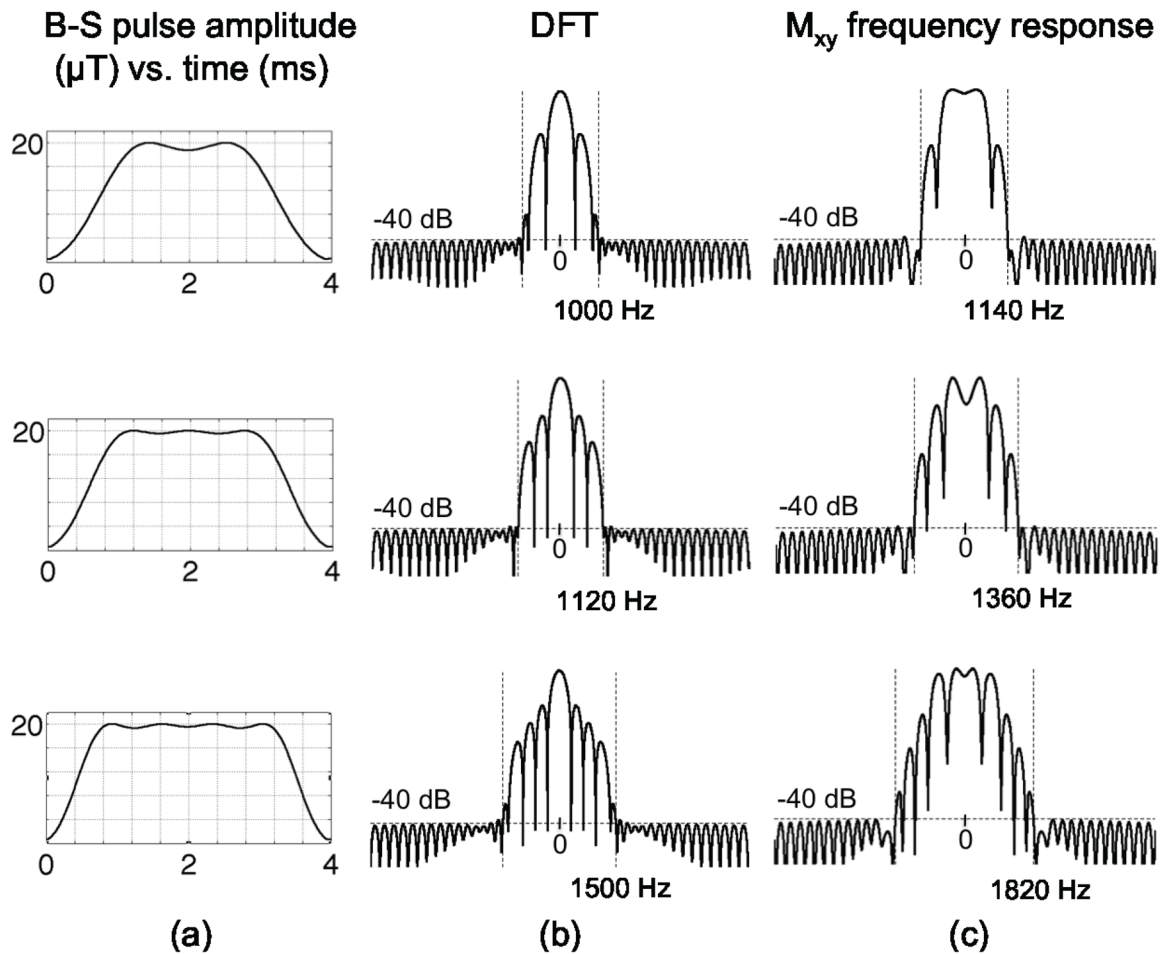 B-S pulse amplitude
(µT) vs. time (ms)
DFT
Mxy frequency response
20
0 2 4
-40 dB
0
1000 Hz
-40 dB
0
1140 Hz
20
0 2 4
-40 dB
0
1120 Hz
-40 dB
0
1360 Hz
20
0 2 4
-40 dB
0
1500 Hz
-40 dB
0
1820 Hz
(a) (b) (c)